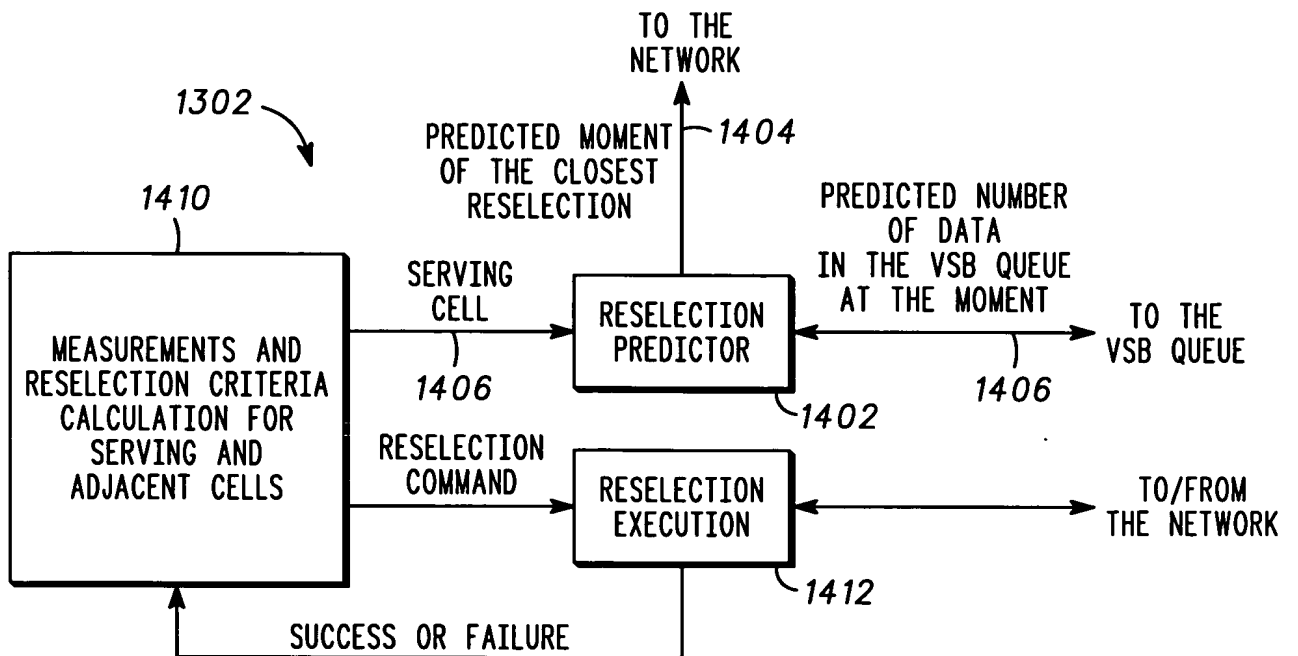 TO THE
NETWORK
1302
PREDICTED MOMENT
OF THE CLOSEST
RESELECTION
1404
1410
PREDICTED NUMBER
OF DATA
IN THE VSB QUEUE
AT THE MOMENT
SERVING
CELL
1406
RESELECTION
PREDICTOR
1402
1406
TO THE
VSB QUEUE
MEASUREMENTS AND
RESELECTION CRITERIA
CALCULATION FOR
SERVING AND
ADJACENT CELLS
RESELECTION
COMMAND
RESELECTION
EXECUTION
1412
TO/FROM
THE NETWORK
SUCCESS OR FAILURE